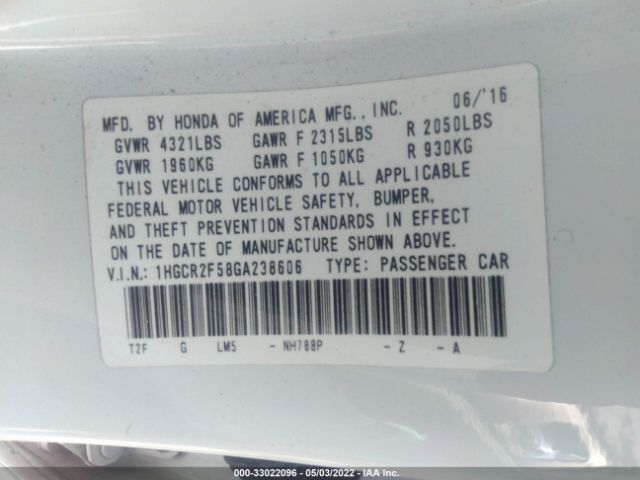 MFD. BY HONDA OF AMERICA MFG., INC. 06/'16
GVWR 4321LBS GAWR F 2315LBS R 2050LBS
GVWR 1960KG GAWR F 1050KG R 930KG
THIS VEHICLE CONFORMS TO ALL APPLICABLE
FEDERAL MOTOR VEHICLE SAFETY, BUMPER,
AND THEFT PREVENTION STANDARDS IN EFFECT
ON THE DATE OF MANUFACTURE SHOWN ABOVE.
V.I.N.: 1HGCR2F58GA238606 TYPE: PASSENGER CAR
T2F G LM5 - NH788P - Z - A
000--33022096 - 05/03/2022 - IAA Inc.